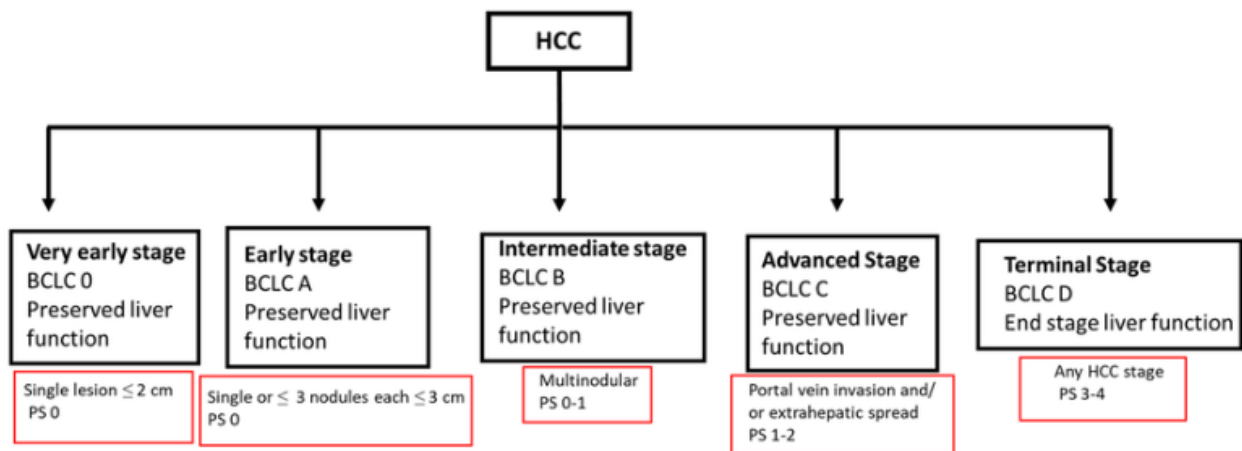 HCC
Very early stage
BCLC 0
Preserved liver
function
Single lesion ≤ 2 cm
PS 0
Early stage
BCLC A
Preserved liver
function
Single or ≤ 3 nodules each ≤3 cm
PS 0
Intermediate stage
BCLC B
Preserved liver
function
Multinodular
PS 0-1
Advanced Stage
BCLC C
Preserved liver
function
Portal vein invasion and/
or extrahepatic spread
PS 1-2
Terminal Stage
BCLC D
End stage liver function
Any HCC stage
PS 3-4